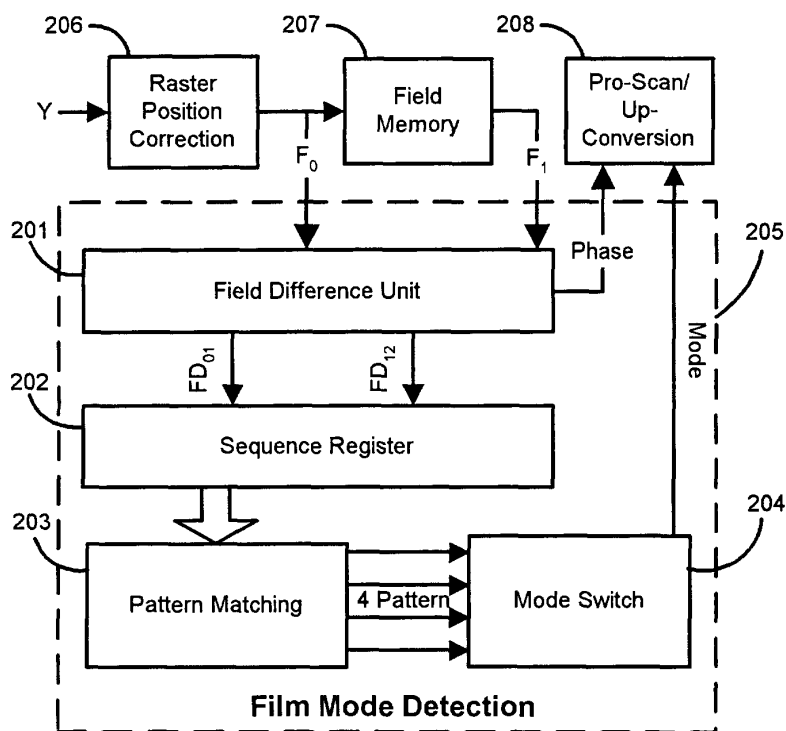 206
207
208
Raster
Position
Correction
Field
Memory
Pro-Scan/
Up-
Conversion
Y
F0
F1
201
Phase
205
Field Difference Unit
FD01
FD12
Mode
202
Sequence Register
203
204
Pattern Matching
4 Pattern
Mode Switch
Film Mode Detection